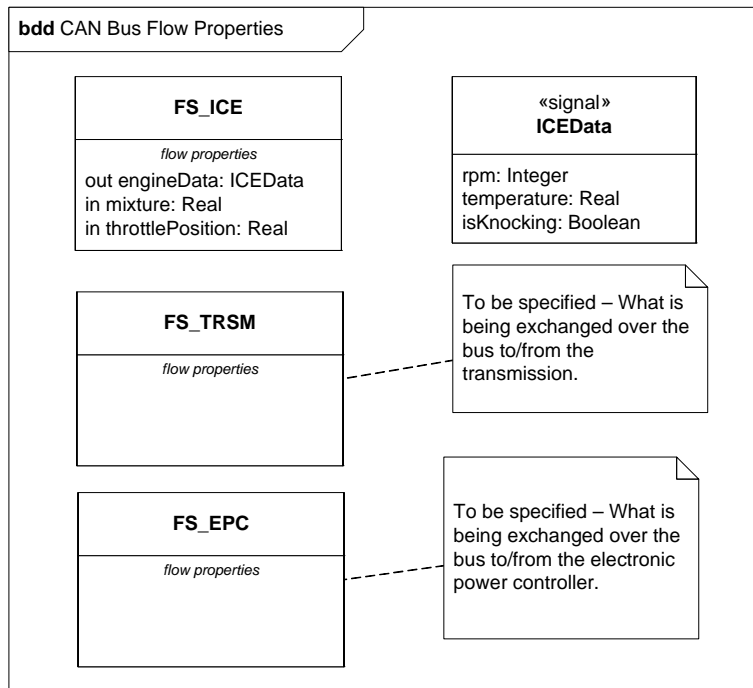 bdd CAN Bus Flow Properties
FS_ICE
flow properties
out engineData: ICEData
in mixture: Real
in throttlePosition: Real
«signal»
ICEData
rpm: Integer
temperature: Real
isKnocking: Boolean
FS_TRSM
flow properties
To be specified – What is
being exchanged over the
bus to/from the
transmission.
FS_EPC
flow properties
To be specified – What is
being exchanged over the
bus to/from the electronic
power controller.